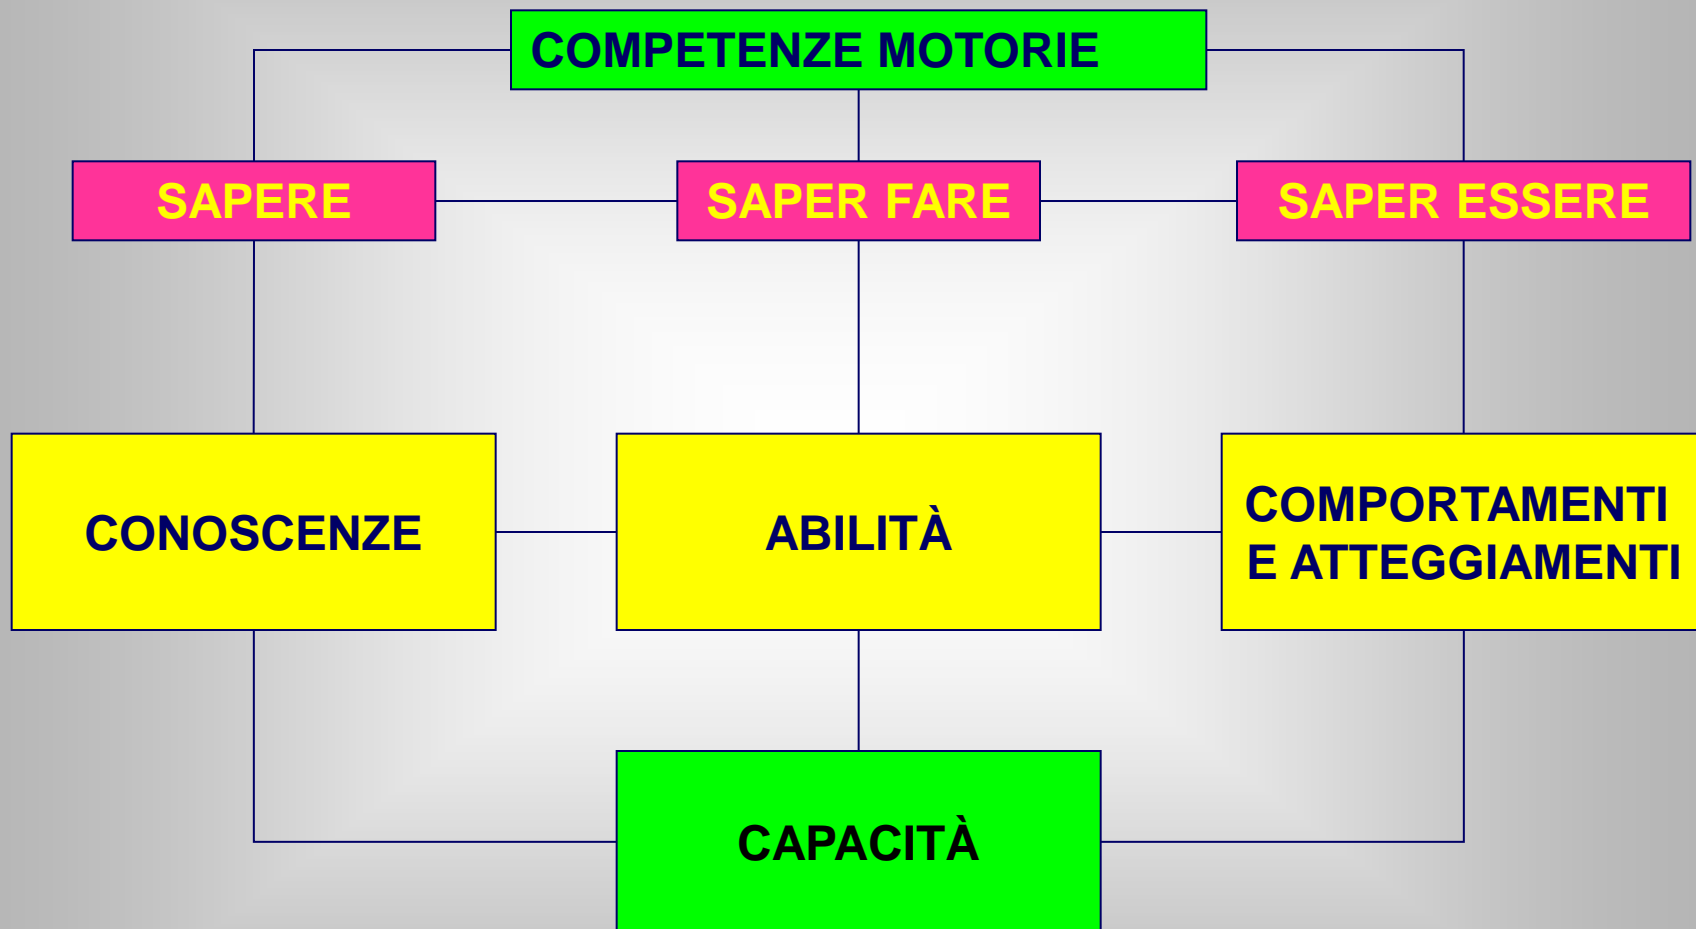 COMPETENZE MOTORIE
SAPERE
SAPER FARE
SAPER ESSERE
CONOSCENZE
ABILITÀ
COMPORTAMENTI
E ATTEGGIAMENTI
CAPACITÀ